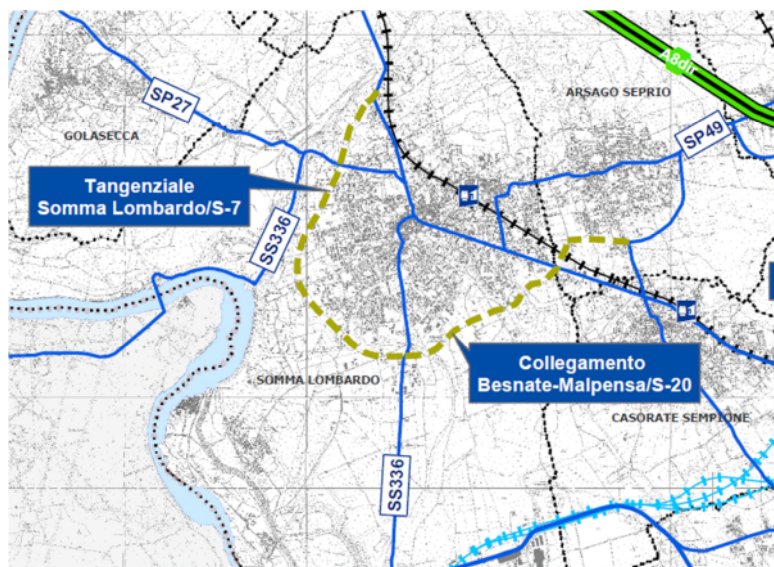 A8dir
ARSAGO SEPRIO
SP27
GOLASECCA
SP49
Tangenziale
Somma Lombardo/S-7
SS336
Collegamento
Besnate-Malpensa/S-20
SOMMA LOMBARDO
CASORATE SEMPIONE
SS336